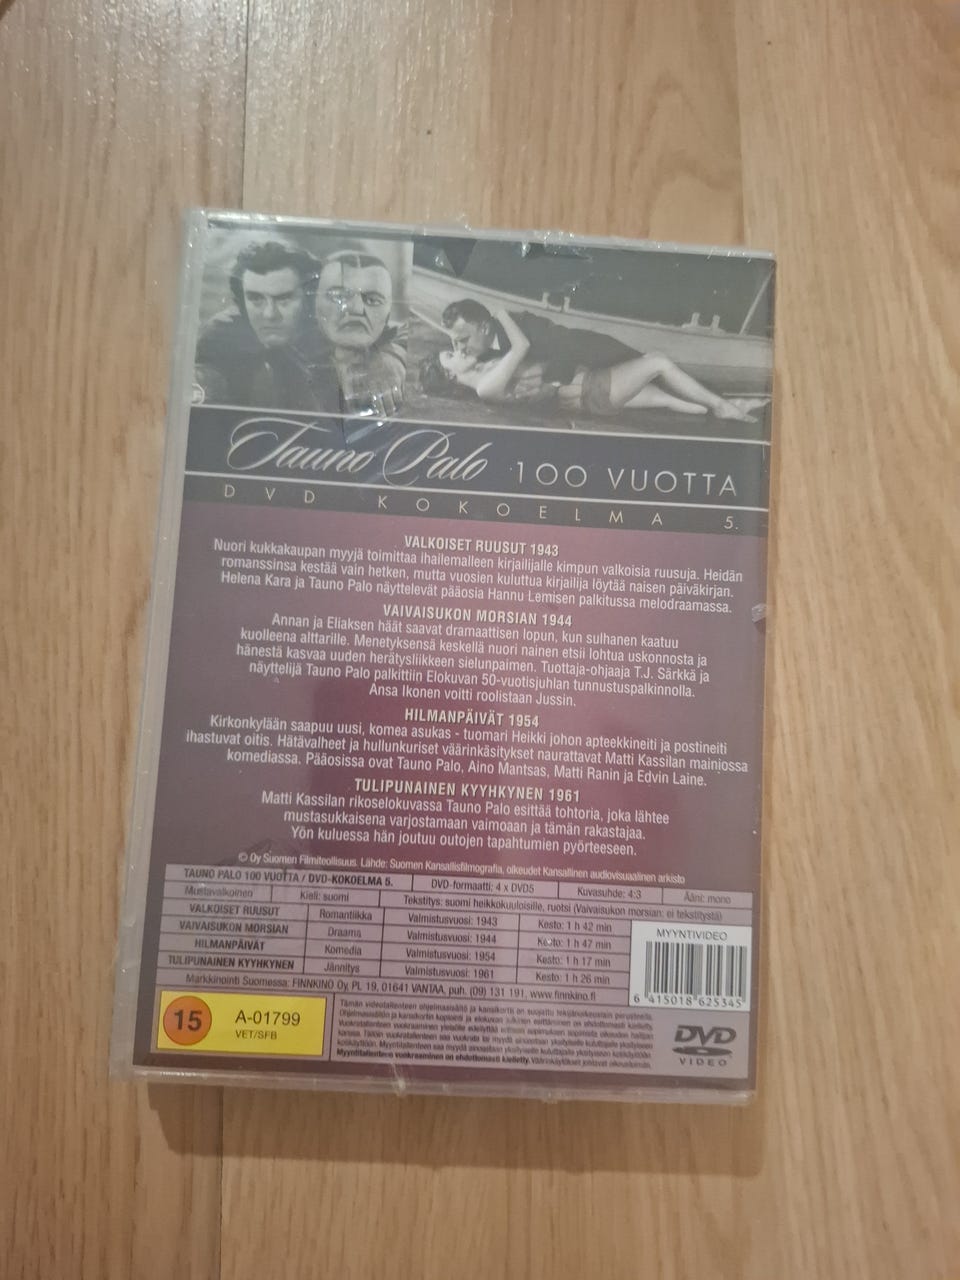 Tauno Palo 100 VUOTTA
DVD KOKOELMA 5.
VALKOISET RUUSUT 1943
Nuori kukkakaupan myyjä toimittaa ihailemalleen kirjailijalle kimpun valkoisia ruusuja. Heidän
romanssinsa kestää vain hetken, mutta vuosien kuluttua kirjailija löytää naisen päiväkirjan.
Helena Kara ja Tauno Palo näyttelevät pääosia Hannu Lemisen palkitussa melodraamassa.
VAIVAISUKON MORSIAN 1944
Annan ja Eliaksen häät saavat dramaattisen lopun, kun sulhanen kaatuu
kuolleena alttarille. Menetyksensä keskellä nuori nainen etsii lohtua uskonnosta ja
hänestä kasvaa uuden herätysliikkeen sielunpaimen. Tuottaja-ohjaaja T.J. Särkkä ja
näyttelijä Tauno Palo palkittiin Elokuvan 50-vuotisjuhlan tunnustuspalkinnolla.
Ansa Ikonen voitti roolistaan Jussin.
HILMANPÄIVÄT 1954
Kirkonkylään saapuu uusi, komea asukas - tuomari Heikki johon apteekkineiti ja postineiti
ihastuvat oitis. Hätävalheet ja hullunkuriset väärinkäsitykset naurattavat Matti Kassilan mainiossa
komediassa. Pääosissa ovat Tauno Palo, Aino Mantsas, Matti Ranin ja Edvin Laine.
TULIPUNAINEN KYYHKYNEN 1961
Matti Kassilan rikoselokuvassa Tauno Palo esittää tohtoria, joka lähtee
mustasukkaisena varjostamaan vaimoaan ja tämän rakastajaa.
Yön kuluessa hän joutuu outojen tapahtumien pyörteeseen.
© Oy Suomen Filmiteollisuus. Lähde: Suomen Kansallisfilmografia, oikeudet Kansallinen audiovisuaalinen arkisto
TAUNO PALO 100 VUOTTA / DVD-KOKOELMA 5. DVD-formaatti: 4 x DVD5 Kuvasuhde: 4:3 Ääni: mono
Mustavalkoinen Kieli: suomi Tekstitys: suomi heikkokuuloisille, ruotsi (Vaivaisukon morsian: ei tekstitystä)
VALKOISET RUUSUT Romantiikka Valmistusvuosi: 1943 Kesto: 1 h 42 min
VAIVAISUKON MORSIAN Draama Valmistusvuosi: 1944 Kesto: 1 h 47 min
HILMANPÄIVÄT Komedia Valmistusvuosi: 1954 Kesto: 1 h 17 min
TULIPUNAINEN KYYHKYNEN Jännitys Valmistusvuosi: 1961 Kesto: 1 h 26 min
Markkinointi Suomessa: FINNKINO Oy, PL 19, 01641 VANTAA, puh. (09) 131 191, www.finnkino.fi
MYYNTIVIDEO
6 415018 625345
15 A-01799
VET/SFB
Myyntitallenteen vuokraaminen on ehdottomasti kielletty.
DVD
VIDEO